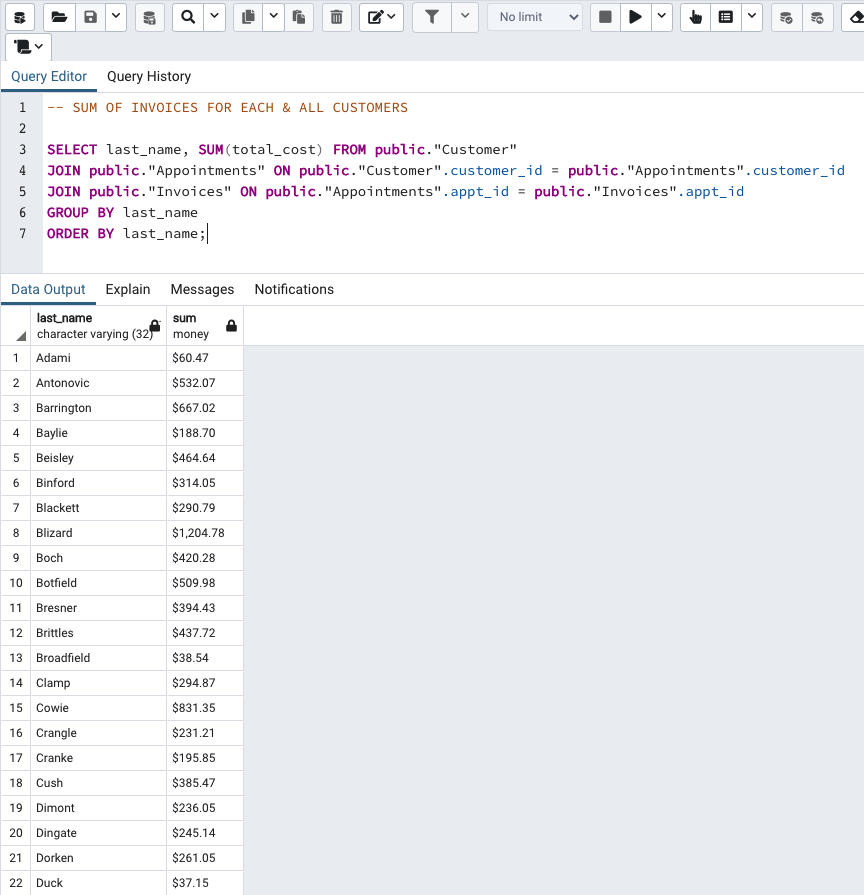 No limit
Query Editor Query History
1 -- SUM OF INVOICES FOR EACH & ALL CUSTOMERS
2
3 SELECT last_name, SUM(total_cost) FROM public."Customer"
4 JOIN public."Appointments" ON public."Customer".customer_id = public."Appointments".customer_id
5 JOIN public."Invoices" ON public."Appointments".appt_id = public."Invoices".appt_id
6 GROUP BY last_name
7 ORDER BY last_name;
Data Output Explain Messages Notifications
last_name sum
character varying (32) money
1 Adami $60.47
2 Antonovic $532.07
3 Barrington $667.02
4 Baylie $188.70
5 Beisley $464.64
6 Binford $314.05
7 Blackett $290.79
8 Blizard $1,204.78
9 Boch $420.28
10 Botfield $509.98
11 Bresner $394.43
12 Brittles $437.72
13 Broadfield $38.54
14 Clamp $294.87
15 Cowie $831.35
16 Crangle $231.21
17 Cranke $195.85
18 Cush $385.47
19 Dimont $236.05
20 Dingate $245.14
21 Dorken $261.05
22 Duck $37.15